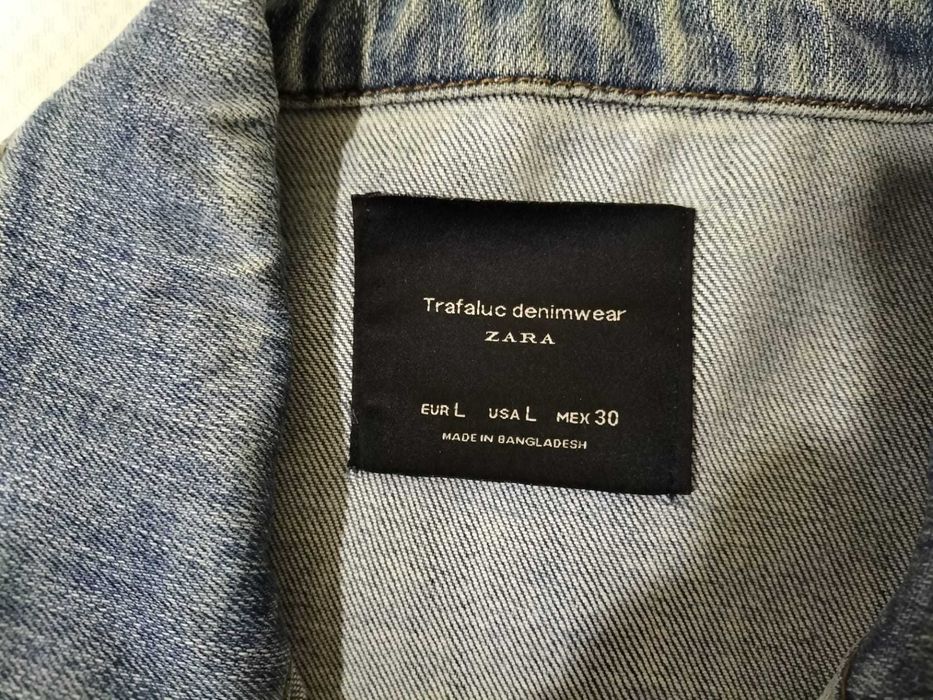 Trafaluc denimwear
ZARA
EUR L USA L MEX 30
MADE IN BANGLADESH